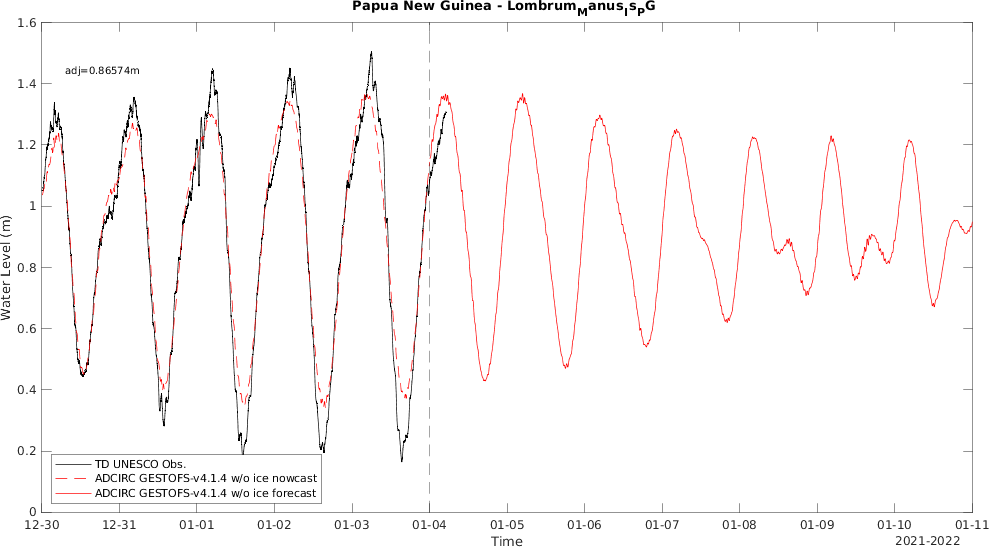 Papua New Guinea - LombrumManusIsPG
1.6
1.4
1.2
1
0.8
0.6
0.4
0.2
0
Water Level (m)
adj=0.86574m
TD UNESCO Obs.
ADCIRC GESTOFS-v4.1.4 w/o ice nowcast
ADCIRC GESTOFS-v4.1.4 w/o ice forecast
12-30 12-31 01-01 01-02 01-03 01-04 01-05 01-06 01-07 01-08 01-09 01-10 01-11
Time
2021-2022